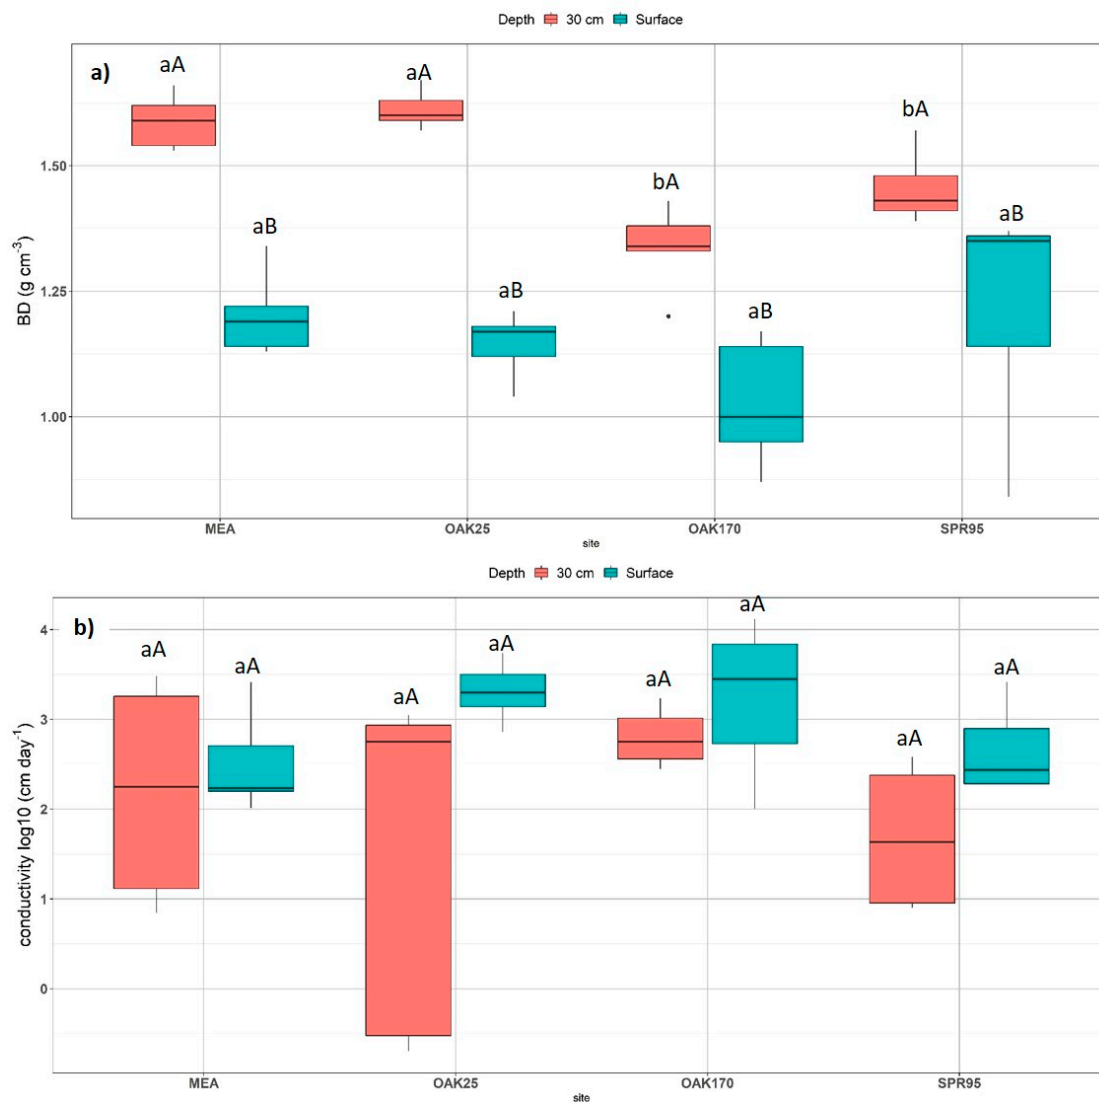 Depth 30 cm Surface
a)
aA aA
bA
aB bA
1.50
aB
aB
aB
1.25
1.00
BD (g cm⁻³)
MEA OAK25 OAK170 SPR95
site
Depth 30 cm Surface
b)
4
aA aA aA aA aA aA aA aA
3
2
1
0
conductivity log10 (cm day⁻¹)
MEA OAK25 OAK170 SPR95
site